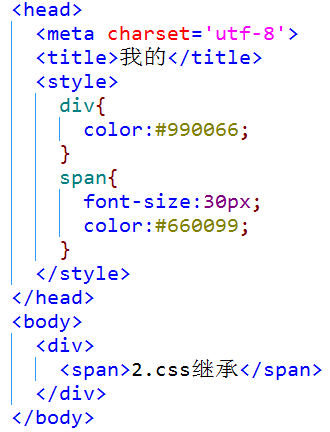 <head>
<meta charset='utf-8'>
<title>我的</title>
<style>
div{
color:#990066;
}
span{
font-size:30px;
color:#660099;
}
</style>
</head>
<body>
<div>
<span>2.css继承</span>
</div>
</body>